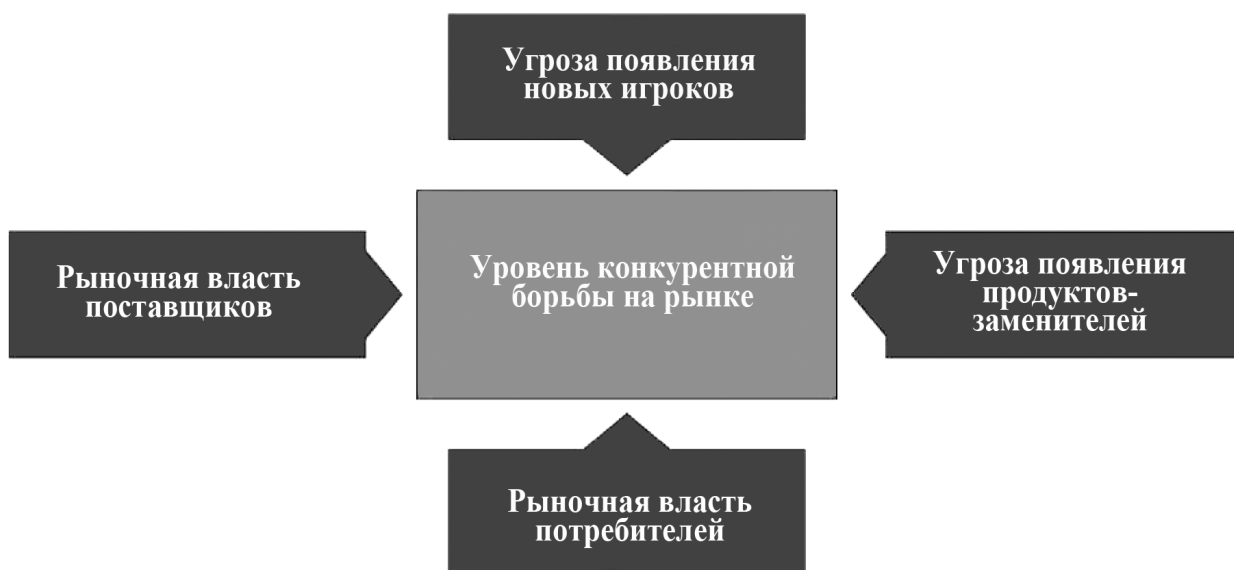 Угроза появления
новых игроков
Рыночная власть
поставщиков
Уровень конкурентной
борьбы на рынке
Угроза появления
продуктов-
заменителей
Рыночная власть
потребителей